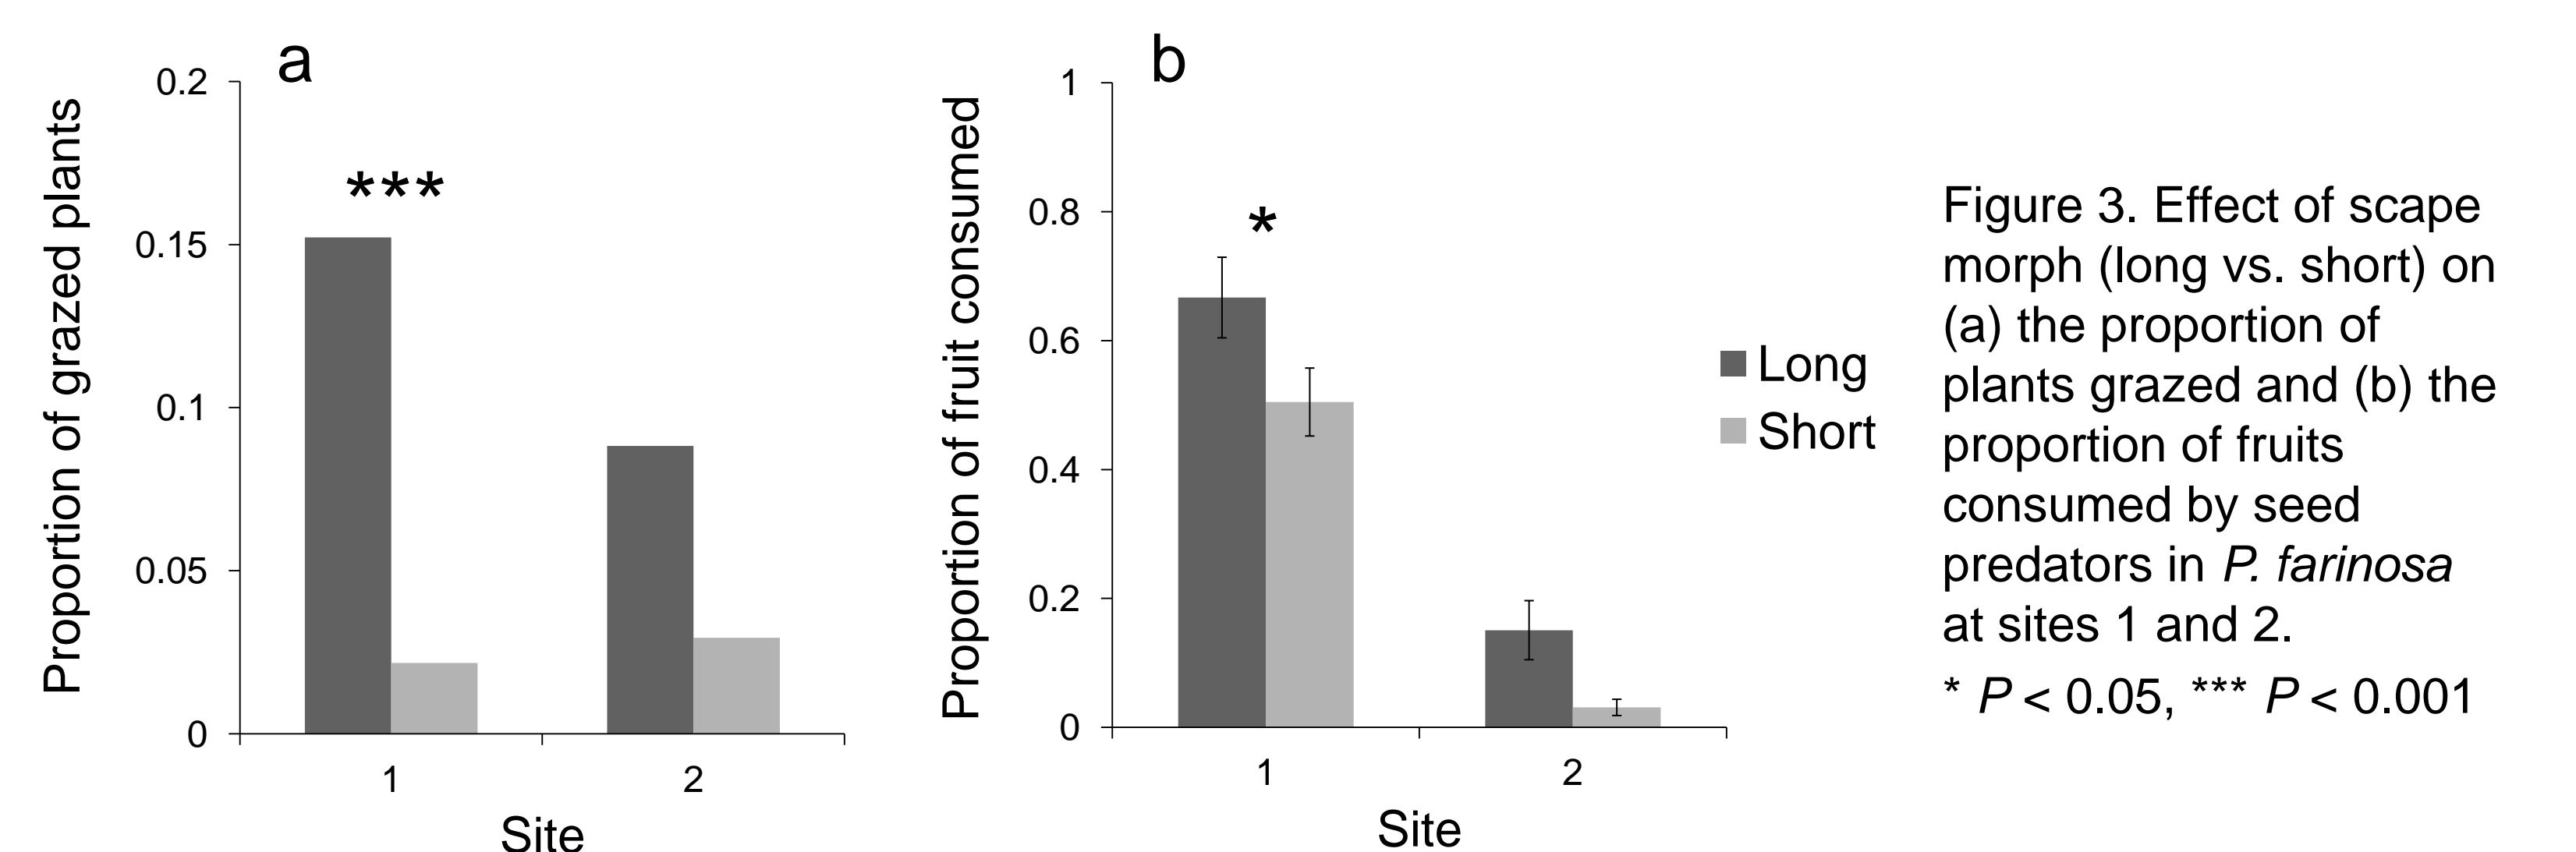 a
0.2
0.15
0.1
0.05
0
Proportion of grazed plants
***
1
2
Site
b
1
0.8
0.6
0.4
0.2
0
Proportion of fruit consumed
*
1
2
Site
Long
Short
Figure 3. Effect of scape
morph (long vs. short) on
(a) the proportion of
plants grazed and (b) the
proportion of fruits
consumed by seed
predators in P. farinosa
at sites 1 and 2.
* P < 0.05, *** P < 0.001